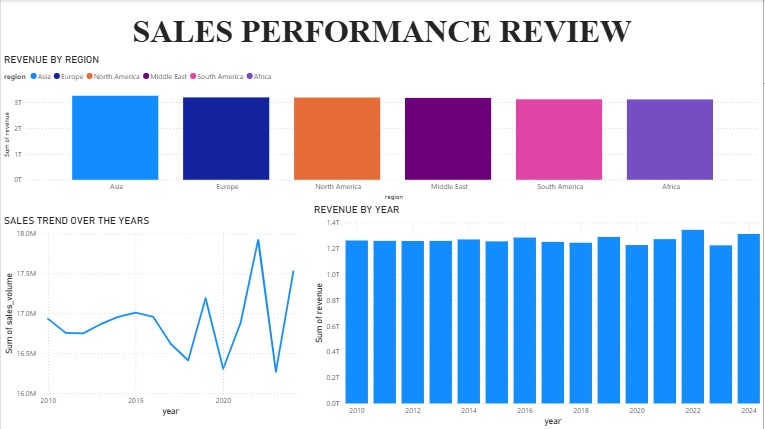 SALES PERFORMANCE REVIEW
REVENUE BY REGION
region Asia Europe North America Middle East South America Africa
Sum of revenue
3T
2T
1T
0T
Asia Europe North America Middle East South America Africa
region
SALES TREND OVER THE YEARS
Sum of sales_volume
18.0M
17.5M
17.0M
16.5M
16.0M
2010 2015 2020
year
REVENUE BY YEAR
Sum of revenue
1.4T
1.2T
1.0T
0.8T
0.6T
0.4T
0.2T
0.0T
2010 2012 2014 2016 2018 2020 2022 2024
year